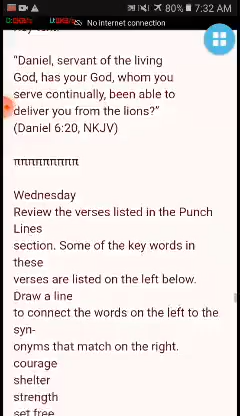 80% 7:32 AM
No internet connection
“Daniel, servant of the living
God, has your God, whom you
serve continually, been able to
deliver you from the lions?”
(Daniel 6:20, NKJV)
πππππππππ
Wednesday
Review the verses listed in the Punch
Lines
section. Some of the key words in
these
verses are listed on the left below.
Draw a line
to connect the words on the left to the
syn-
onyms that match on the right.
courage
shelter
strength
set free